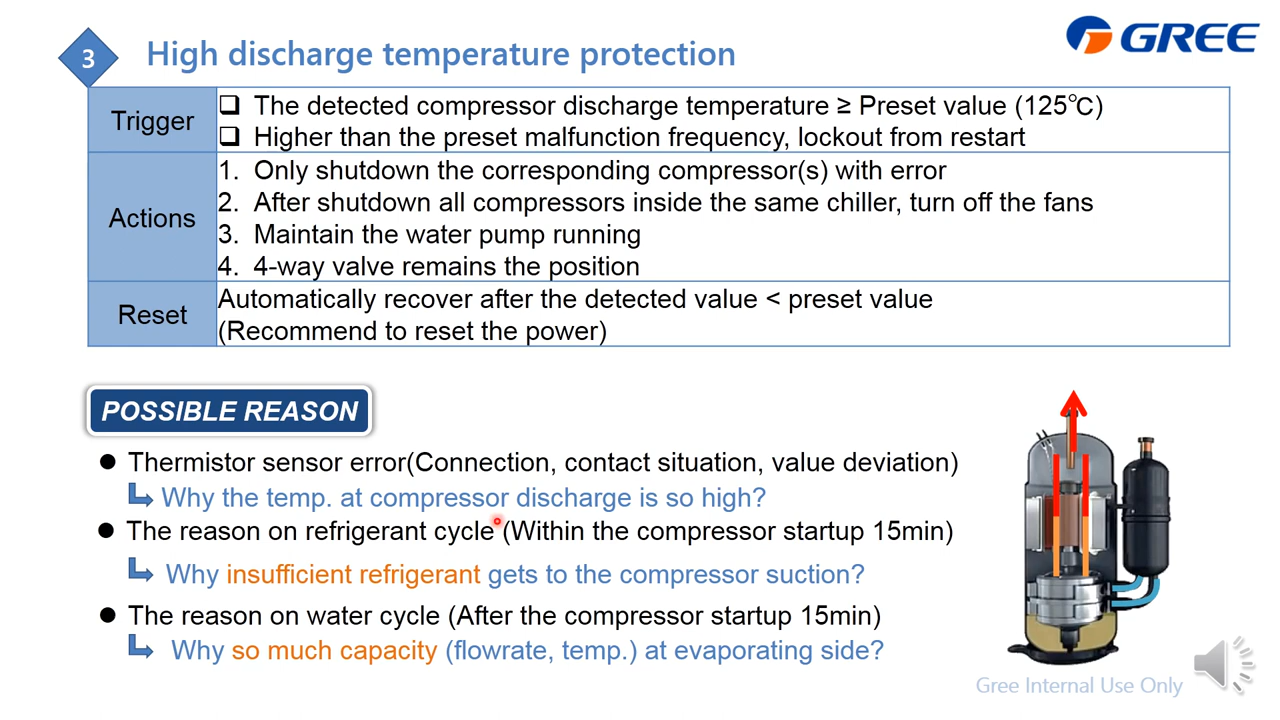 3
High discharge temperature protection
GREE
Trigger
❑ The detected compressor discharge temperature ≥ Preset value (125℃)
❑ Higher than the preset malfunction frequency, lockout from restart
Actions
1. Only shutdown the corresponding compressor(s) with error
2. After shutdown all compressors inside the same chiller, turn off the fans
3. Maintain the water pump running
4. 4-way valve remains the position
Reset
Automatically recover after the detected value < preset value
(Recommend to reset the power)
POSSIBLE REASON
● Thermistor sensor error(Connection, contact situation, value deviation)
Why the temp. at compressor discharge is so high?
● The reason on refrigerant cycle (Within the compressor startup 15min)
Why insufficient refrigerant gets to the compressor suction?
● The reason on water cycle (After the compressor startup 15min)
Why so much capacity (flowrate, temp.) at evaporating side?
Gree Internal Use Only